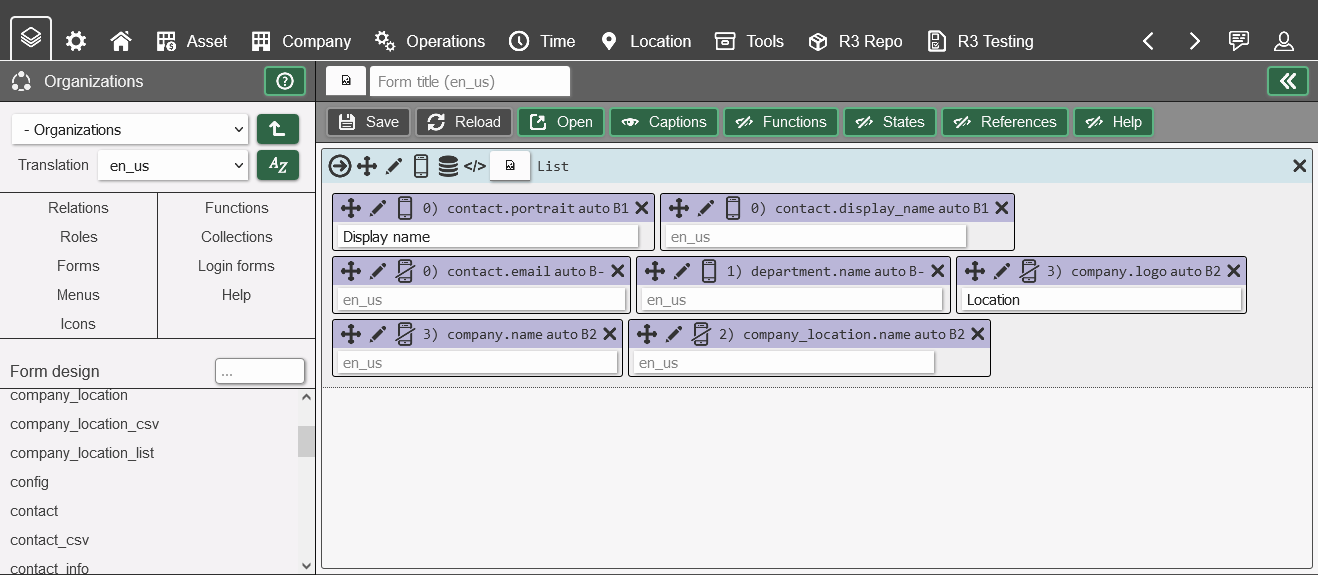 Asset
Company
Operations
Time
Location
Tools
R3 Repo
R3 Testing
Organizations
Form title (en_us)
- Organizations
Translation
en_us
AZ
Save
Reload
Open
Captions
Functions
States
References
Help
Relations
Functions
Roles
Collections
Forms
Login forms
Menus
Help
Icons
Form design
...
company_location
company_location_csv
company_location_list
config
contact
contact_csv
contact_info
</> List
0) contact.portrait auto B1
Display name
0) contact.display_name auto B1
en_us
0) contact.email auto B-
en_us
1) department.name auto B-
en_us
3) company.logo auto B2
Location
3) company.name auto B2
en_us
2) company_location.name auto B2
en_us